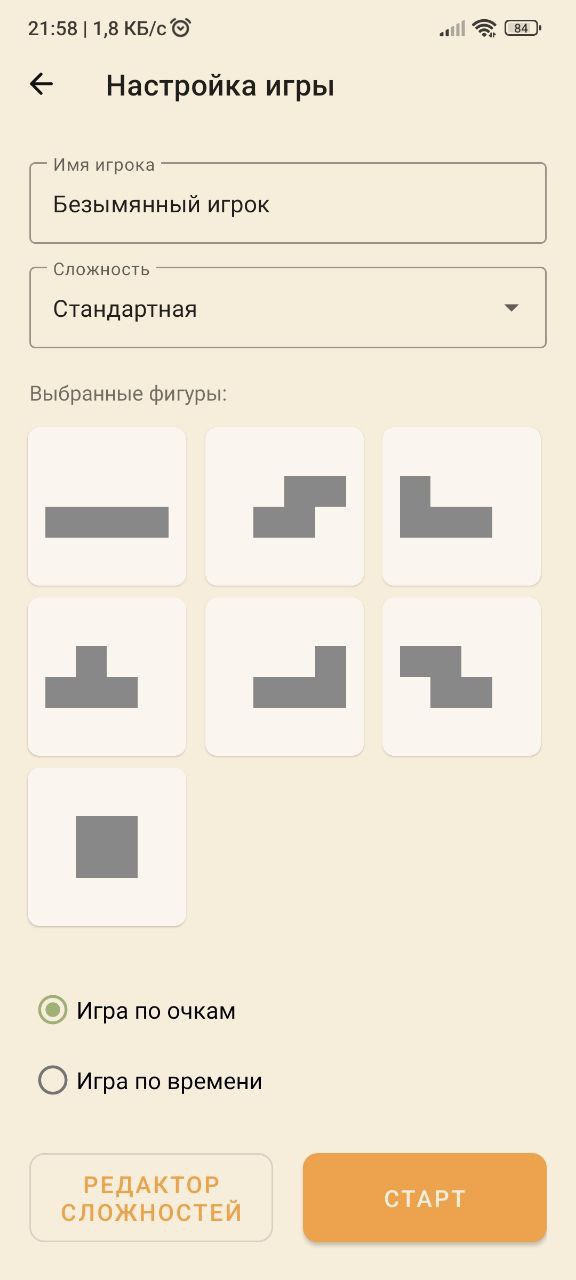 21:58 | 1,8 КБ/с
84
Настройка игры
Имя игрока
Безымянный игрок
Сложность
Стандартная
Выбранные фигуры:
Игра по очкам
Игра по времени
РЕДАКТОР
СЛОЖНОСТЕЙ
СТАРТ